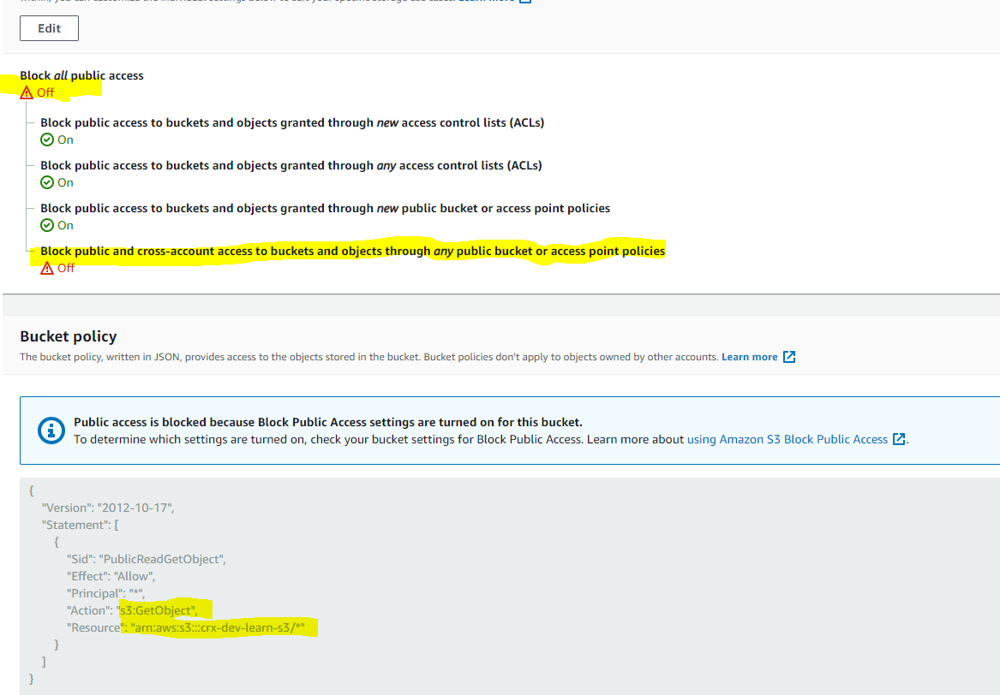 Edit
Block all public access
Off
Block public access to buckets and objects granted through new access control lists (ACLs)
On
Block public access to buckets and objects granted through any access control lists (ACLs)
On
Block public access to buckets and objects granted through new public bucket or access point policies
On
Block public and cross-account access to buckets and objects through any public bucket or access point policies
Off
Bucket policy
The bucket policy, written in JSON, provides access to the objects stored in the bucket. Bucket policies don't apply to objects owned by other accounts. Learn more
Public access is blocked because Block Public Access settings are turned on for this bucket.
To determine which settings are turned on, check your bucket settings for Block Public Access. Learn more about using Amazon S3 Block Public Access.
{
"Version": "2012-10-17",
"Statement": [
{
"Sid": "PublicReadGetObject",
"Effect": "Allow",
"Principal": "*",
"Action": "s3:GetObject",
"Resource": "arn:aws:s3:::crx-dev-learn-s3/*"
}
]
}